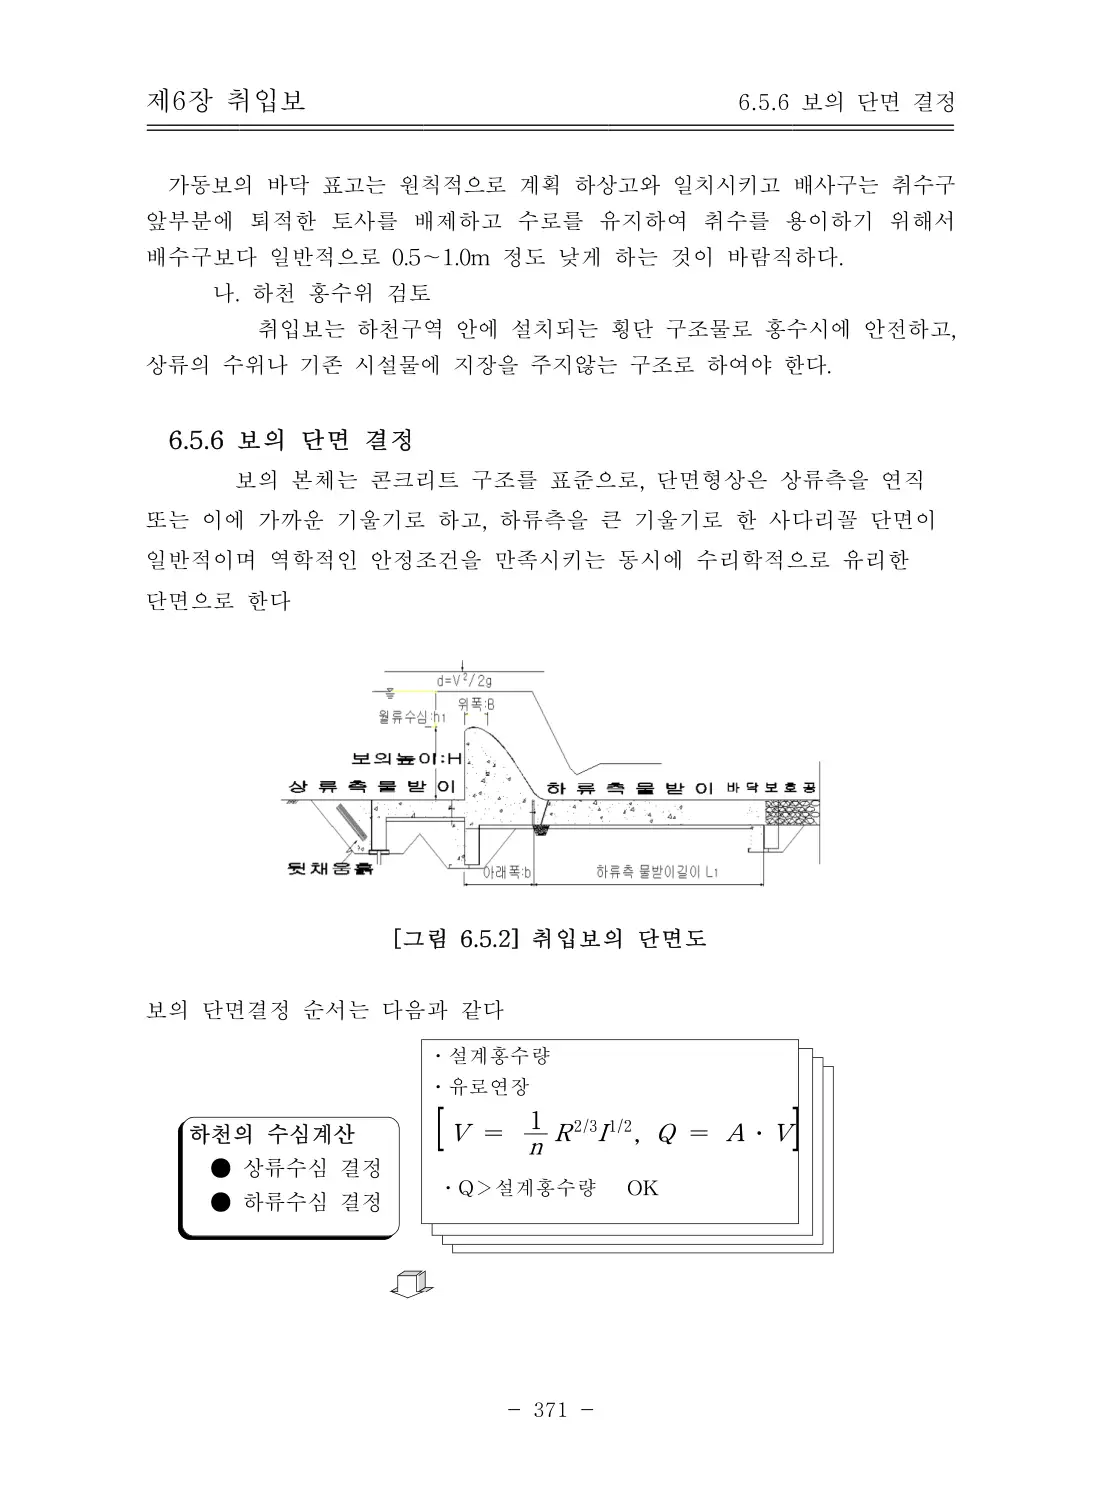 제6장 취입보
6.5.6 보의 단면 결정
가동보의 바닥 표고는 원칙적으로 계획 하상고와 일치시키고 배사구는 취수구
앞부분에 퇴적한 토사를 배제하고 수로를 유지하여 취수를 용이하기 위해서
배수구보다 일반적으로 0.5～1.0m 정도 낮게 하는 것이 바람직하다.
나. 하천 홍수위 검토
취입보는 하천구역 안에 설치되는 횡단 구조물로 홍수시에 안전하고,
상류의 수위나 기존 시설물에 지장을 주지않는 구조로 하여야 한다.
6.5.6 보의 단면 결정
보의 본체는 콘크리트 구조를 표준으로, 단면형상은 상류측을 연직
또는 이에 가까운 기울기로 하고, 하류측을 큰 기울기로 한 사다리꼴 단면이
일반적이며 역학적인 안정조건을 만족시키는 동시에 수리학적으로 유리한
단면으로 한다
d=V²/2g
위폭:B
월류수심:h1
보의높이:H
상 류 측 물 받 이
하 류 측 물 받 이
바 닥 보 호 공
뒷채움흙
아래폭:b
하류측 물받이길이 L1
[그림 6.5.2] 취입보의 단면도
보의 단면결정 순서는 다음과 같다
· 설계홍수량
· 유로연장
[ V = 1/n R^2/3 I^1/2, Q = A · V ]
· Q＞설계홍수량 OK
하천의 수심계산
● 상류수심 결정
● 하류수심 결정
- 371 -